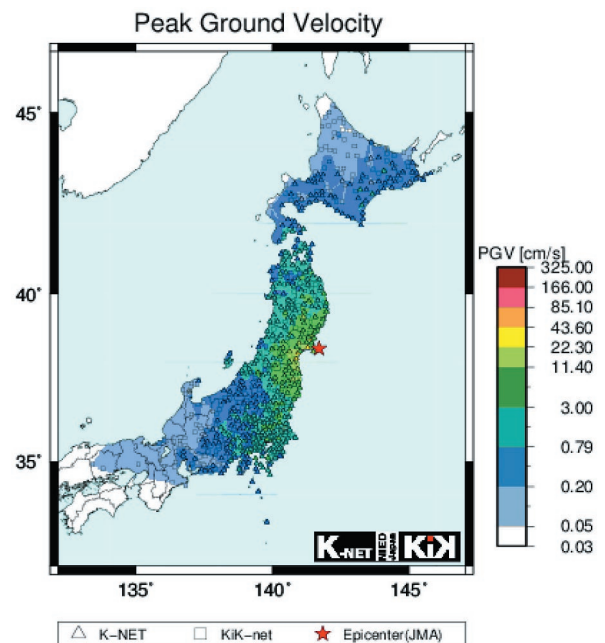 Peak Ground Velocity
45°
40°
35°
135° 140° 145°
PGV [cm/s]
325.00
166.00
85.10
43.60
22.30
11.40
3.00
0.79
0.20
0.05
0.03
K-NET NIED Japan KiK
K-NET KiK-net Epicenter(JMA)